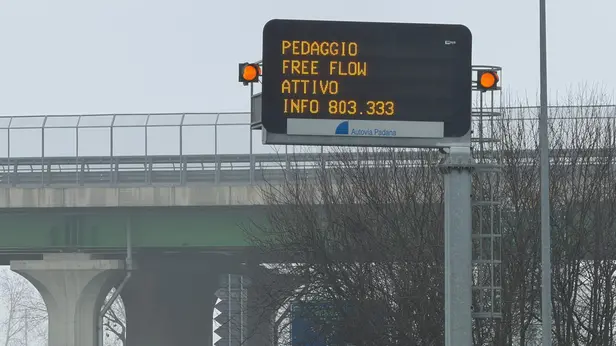 PEDAGGIO
FREE FLOW
ATTIVO
INFO 803.333
Autovia Padana